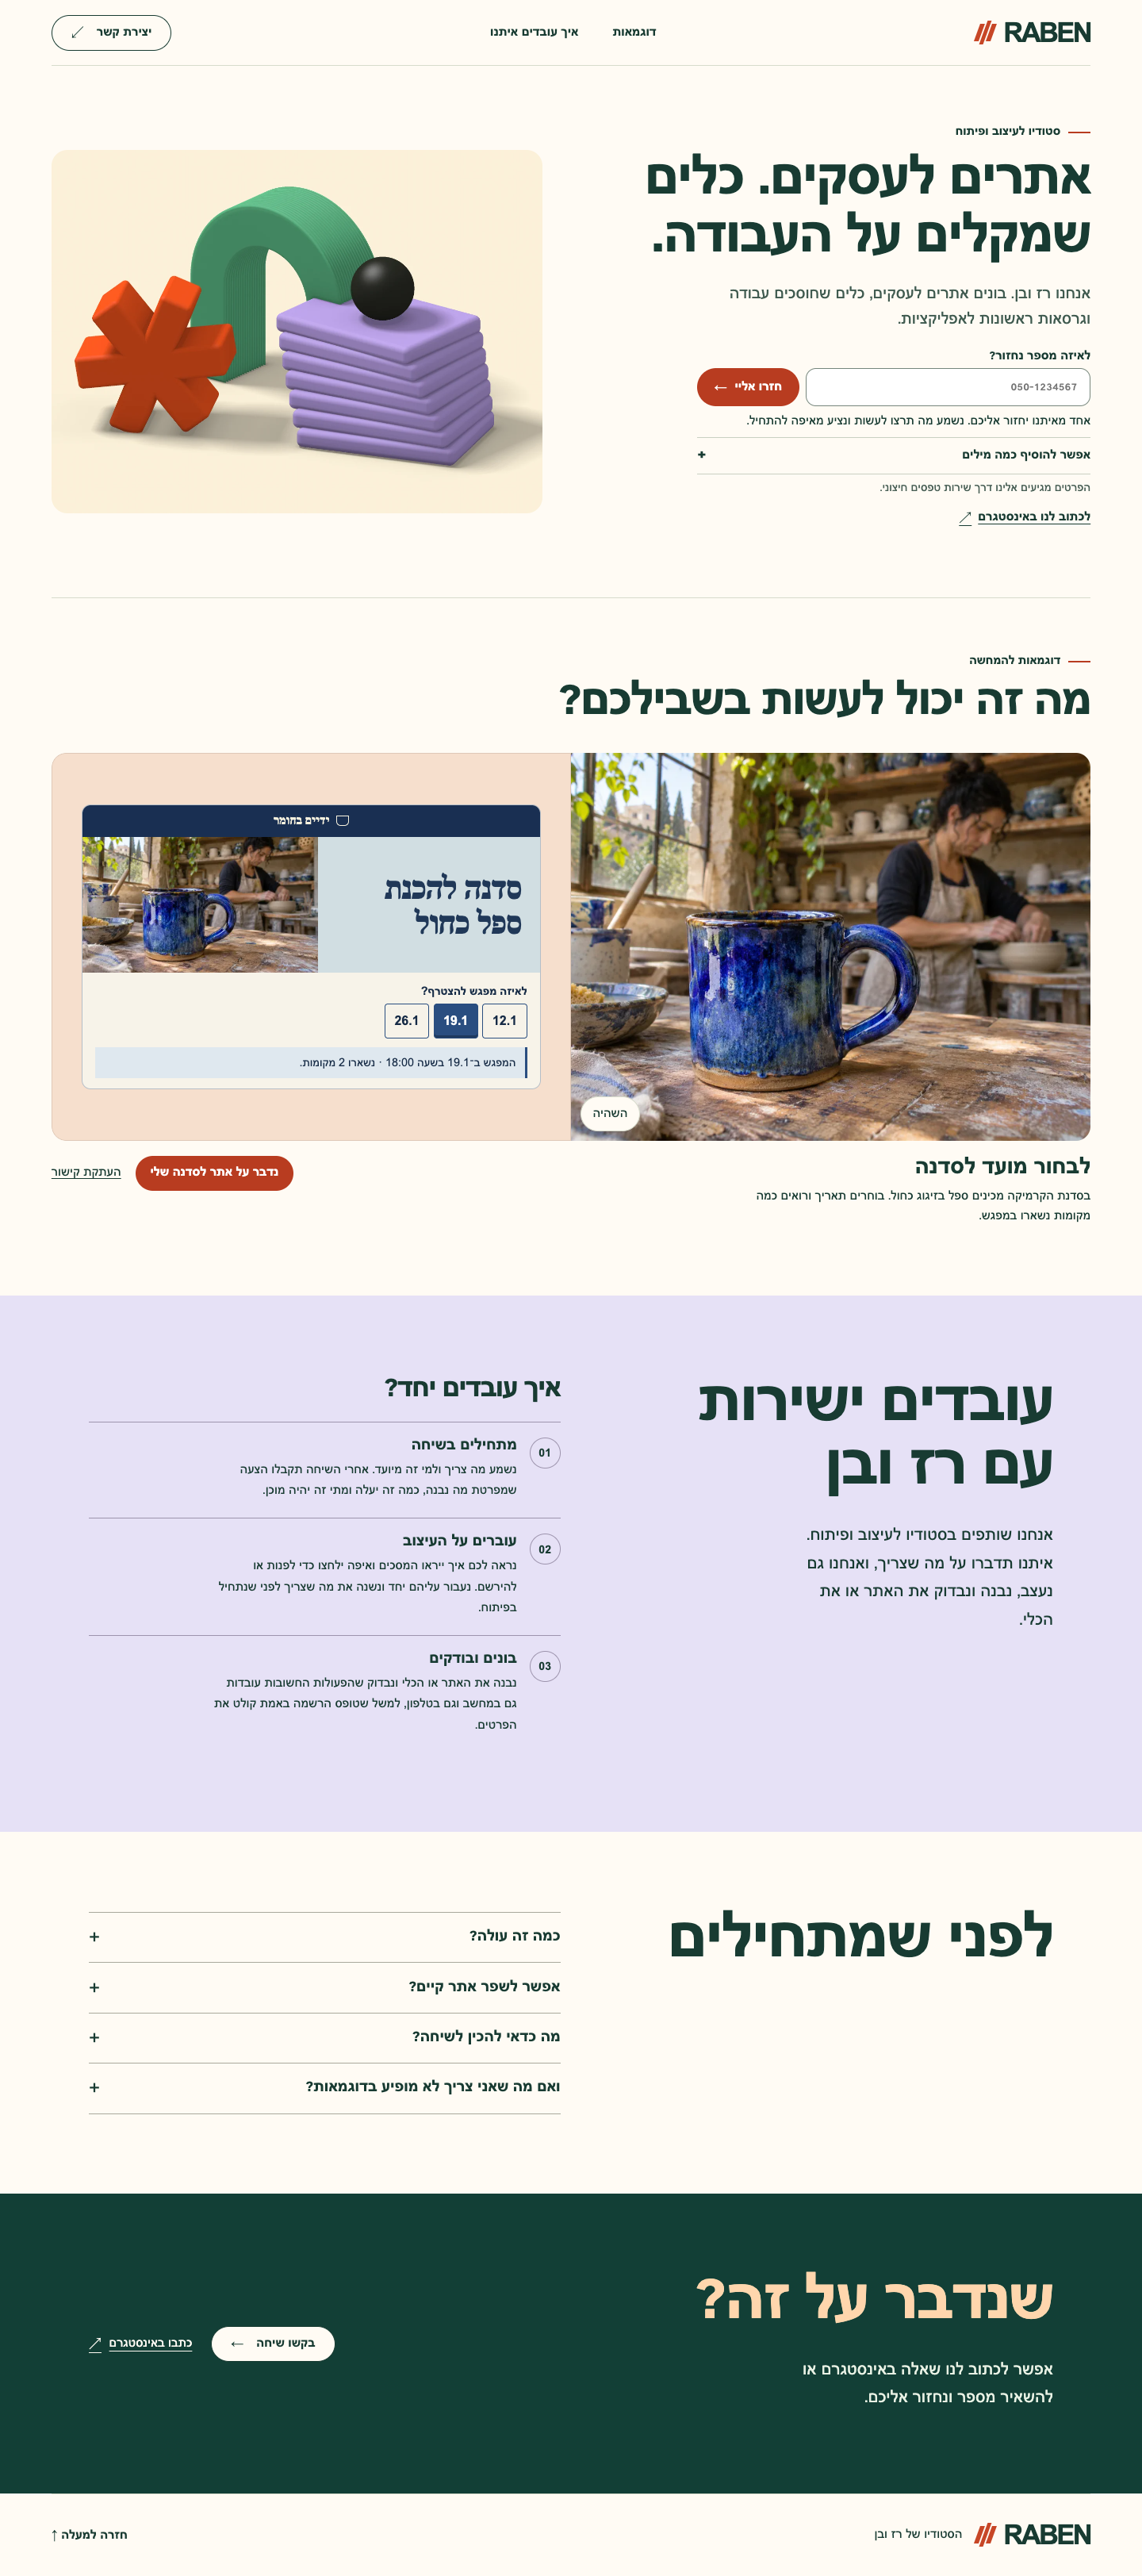 RABEN
דוגמאות
איך עובדים איתנו
יצירת קשר ↙
סטודיו לעיצוב ופיתוח
אתרים לעסקים. כלים
שמקלים על העבודה.
אנחנו רז ובן. בונים אתרים לעסקים, כלים שחוסכים עבודה
וגרסאות ראשונות לאפליקציות.
לאיזה מספר נחזור?
050-1234567
חזרו אליי ←
אחד מאיתנו יחזור אליכם. נשמע מה תרצו לעשות ונציע מאיפה להתחיל.
אפשר להוסיף כמה מילים +
הפרטים מגיעים אלינו דרך שירות טפסים חיצוני.
לכתוב לנו באינסטגרם ↗
דוגמאות להמחשה
מה זה יכול לעשות בשבילכם?
השהיה
ידיים בחומר
סדנה להכנת
ספל כחול
לאיזה מפגש להצטרף?
12.1
19.1
26.1
המפגש ב־19.1 בשעה 18:00 · נשארו 2 מקומות.
לבחור מועד לסדנה
בסדנת הקרמיקה מכינים ספל בזיגוג כחול. בוחרים תאריך ורואים כמה
מקומות נשארו במפגש.
נדבר על אתר לסדנה שלי
העתקת קישור
עובדים ישירות
עם רז ובן
אנחנו שותפים בסטודיו לעיצוב ופיתוח.
איתנו תדברו על מה שצריך, ואנחנו גם
נעצב, נבנה ונבדוק את האתר או את
הכלי.
איך עובדים יחד?
01
מתחילים בשיחה
נשמע מה צריך ולמי זה מיועד. אחרי השיחה תקבלו הצעה
שמפרטת מה נבנה, כמה זה יעלה ומתי זה יהיה מוכן.
02
עוברים על העיצוב
נראה לכם איך ייראו המסכים ואיפה ילחצו כדי לפנות או
להירשם. נעבור עליהם יחד ונשנה את מה שצריך לפני שנתחיל
בפיתוח.
03
בונים ובודקים
נבנה את האתר או הכלי ונבדוק שהפעולות החשובות עובדות
גם במחשב וגם בטלפון, למשל שטופס הרשמה באמת קולט את
הפרטים.
לפני שמתחילים
כמה זה עולה? +
אפשר לשפר אתר קיים? +
מה כדאי להכין לשיחה? +
ואם מה שאני צריך לא מופיע בדוגמאות? +
שנדבר על זה?
אפשר לכתוב לנו שאלה באינסטגרם או
להשאיר מספר ונחזור אליכם.
בקשו שיחה ←
כתבו באינסטגרם ↗
RABEN
הסטודיו של רז ובן
חזרה למעלה ↑